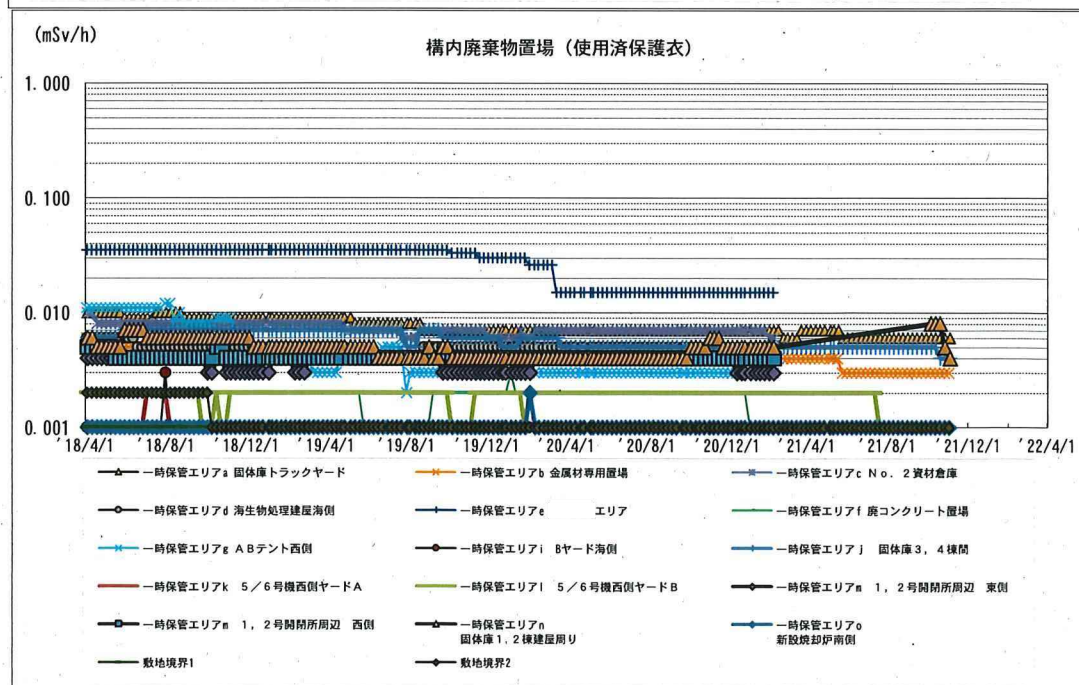 (mSv/h)
構内廃棄物置場（使用済保護衣）
1.000
0.100
0.010
0.001
'18/4/1 '18/8/1 '18/12/1 '19/4/1 '19/8/1 '19/12/1 '20/4/1 '20/8/1 '20/12/1 '21/4/1 '21/8/1 '21/12/1 '22/4/1
一時保管エリアa 固体庫トラックヤード
一時保管エリアb 金属材専用置場
一時保管エリアc No．2資材倉庫
一時保管エリアd 海生物処理建屋海側
一時保管エリアe エリア
一時保管エリアf 廃コンクリート置場
一時保管エリアg ABテント西側
一時保管エリアi Bヤード海側
一時保管エリアj 固体庫3，4棟間
一時保管エリアk 5／6号機西側ヤードA
一時保管エリアl 5／6号機西側ヤードB
一時保管エリアm 1，2号開閉所周辺 東側
一時保管エリアm 1，2号開閉所周辺 西側
一時保管エリアn
固体庫1，2棟建屋周り
一時保管エリアo
新設焼却炉南側
敷地境界1
敷地境界2